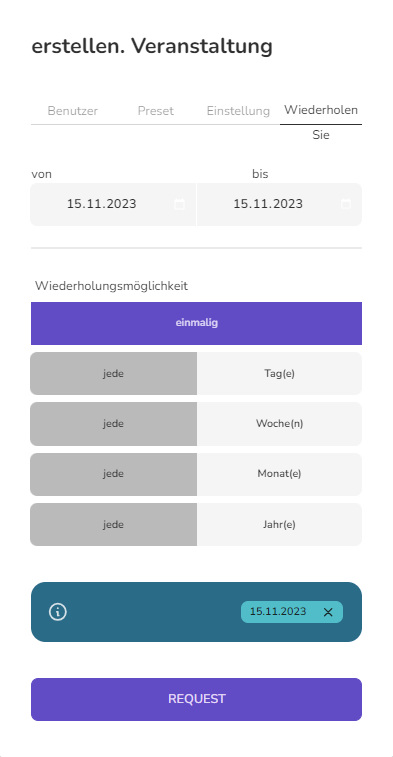 erstellen. Veranstaltung
Benutzer Preset Einstellung Wiederholen
Sie
von bis
15.11.2023 15.11.2023
Wiederholungsmöglichkeit
einmalig
jede Tag(e)
jede Woche(n)
jede Monat(e)
jede Jahr(e)
15.11.2023
REQUEST